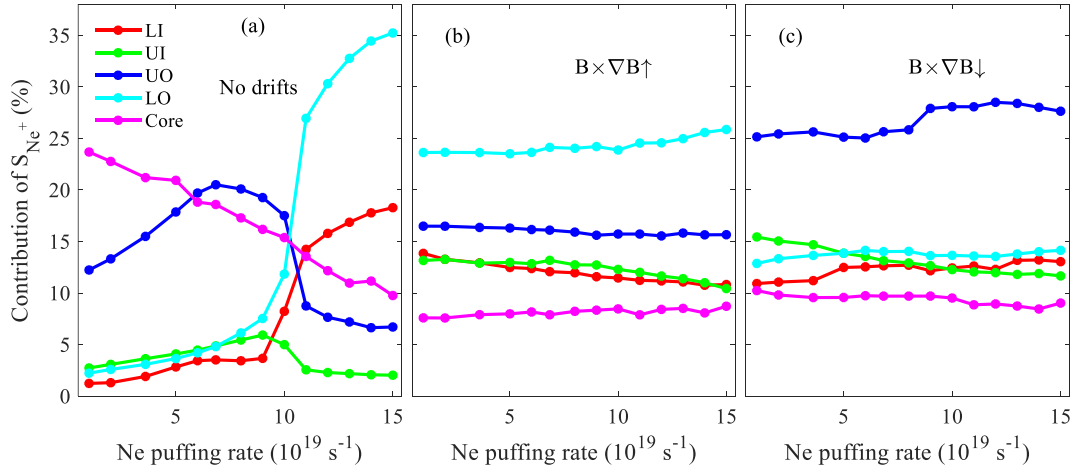 Contribution of S_Ne+ (%)
35
30
25
20
15
10
5
0
LI
UI
UO
LO
Core
(a)
No drifts
5
10
15
Ne puffing rate (10^19 s^-1)
(b)
B×∇B↑
5
10
15
Ne puffing rate (10^19 s^-1)
(c)
B×∇B↓
5
10
15
Ne puffing rate (10^19 s^-1)